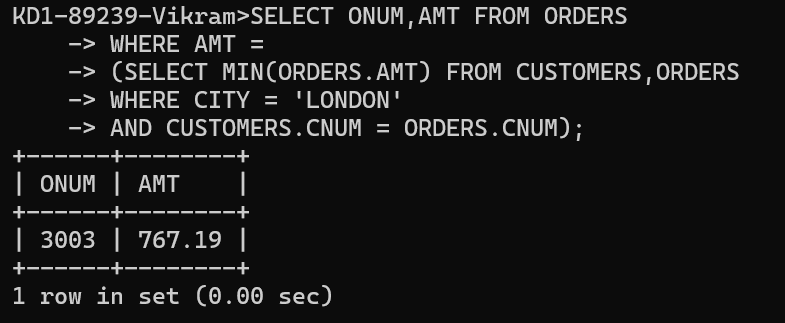 KD1-89239-Vikram>SELECT ONUM,AMT FROM ORDERS
    -> WHERE AMT =
    -> (SELECT MIN(ORDERS.AMT) FROM CUSTOMERS,ORDERS
    -> WHERE CITY = 'LONDON'
    -> AND CUSTOMERS.CNUM = ORDERS.CNUM);
+------+--------+
| ONUM | AMT    |
+------+--------+
| 3003 | 767.19 |
+------+--------+
1 row in set (0.00 sec)